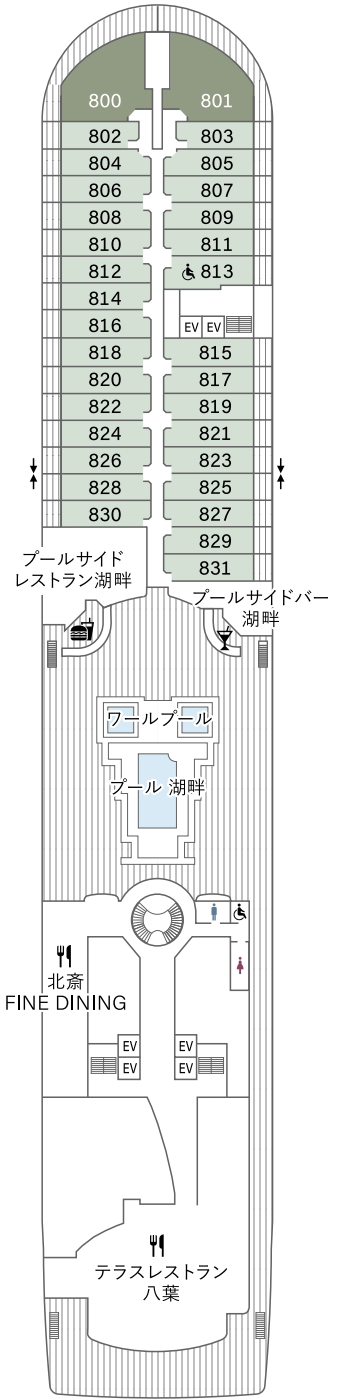 800 801
802 803
804 805
806 807
808 809
810 811
812 813
814
816 EV EV
818 815
820 817
822 819
824 821
826 823
828 825
830 827
829
831
プールサイド
レストラン湖畔
プールサイドバー
湖畔
ワールプール
プール 湖畔
北斎
FINE DINING
EV EV
EV EV
テラスレストラン
八葉